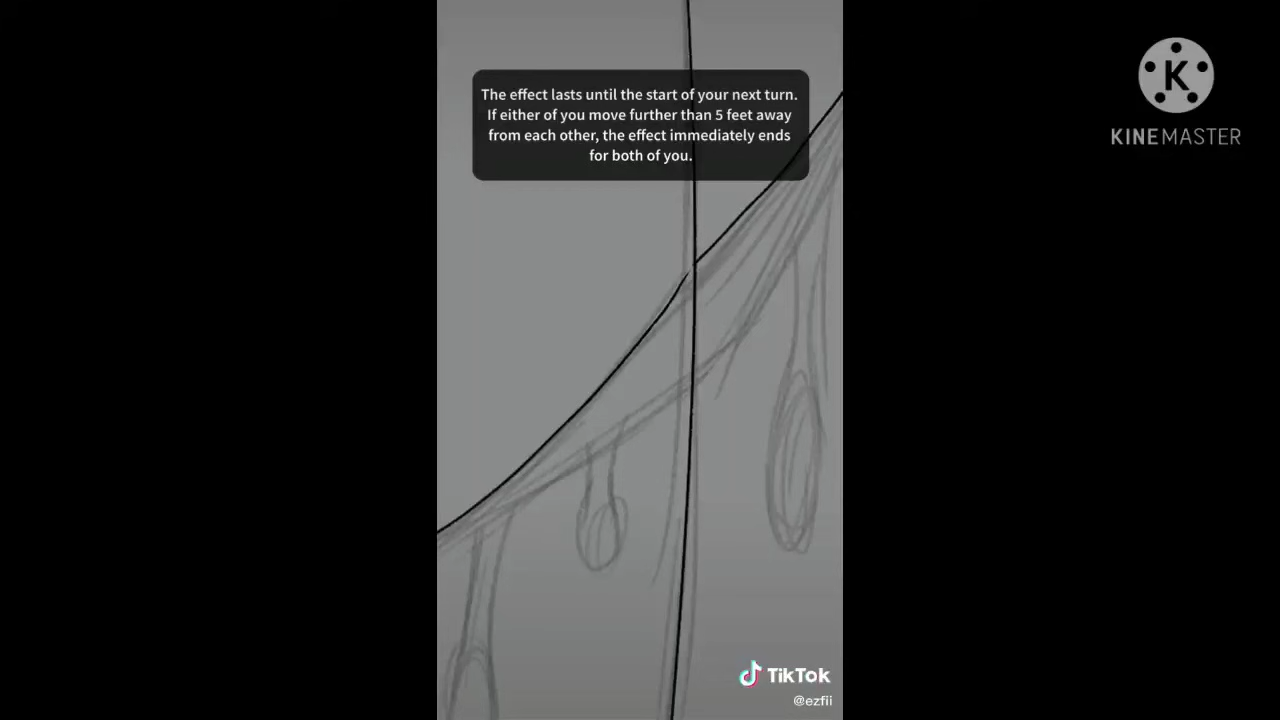 The effect lasts until the start of your next turn.
If either of you move further than 5 feet away
from each other, the effect immediately ends
for both of you.
K
KINEMASTER
TikTok
@ezfii